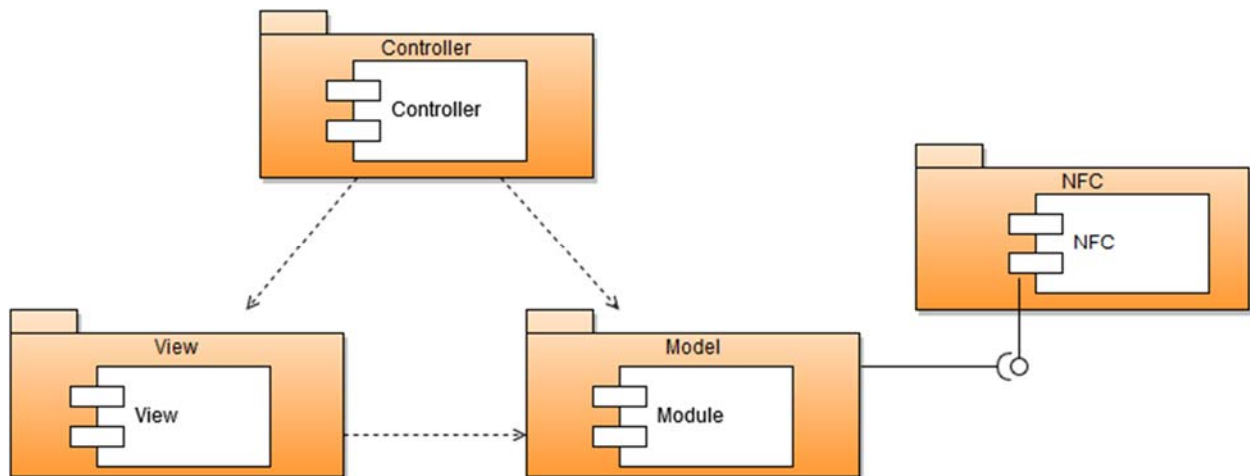 Controller
Controller
NFC
NFC
View
View
Model
Module